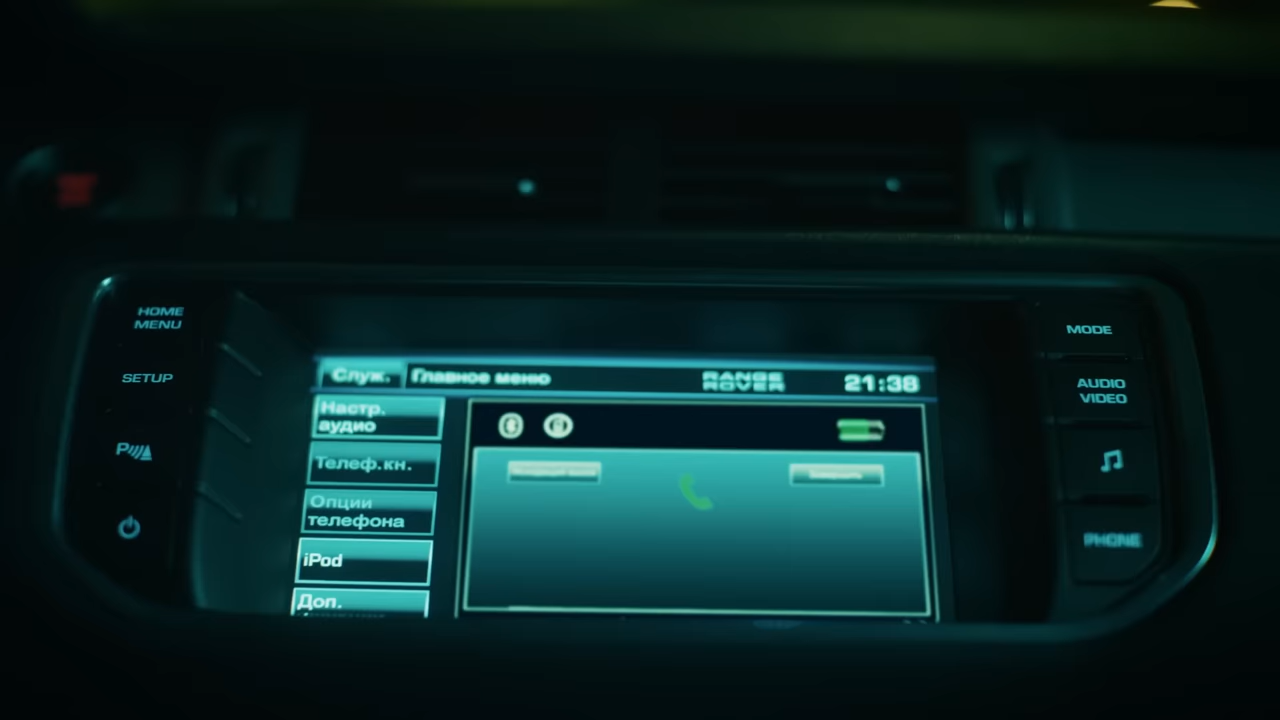 HOME
MENU
SETUP
P
Служ.
Главное меню
RANGE
ROVER
21:38
Настр.
аудио
Телеф.кн.
Опции
телефона
iPod
Доп.
MODE
AUDIO
VIDEO
PHONE